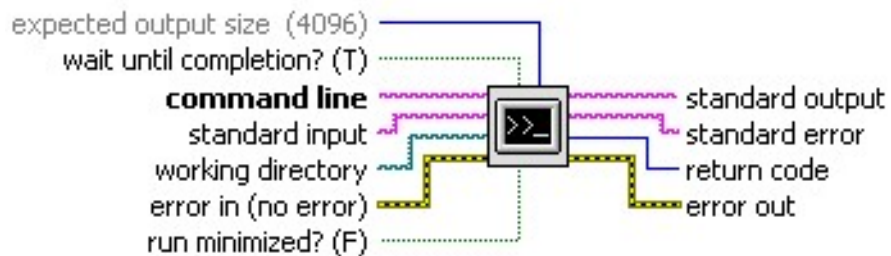 expected output size (4096)
wait until completion? (T)
command line
standard input
working directory
error in (no error)
run minimized? (F)
>>_
standard output
standard error
return code
error out